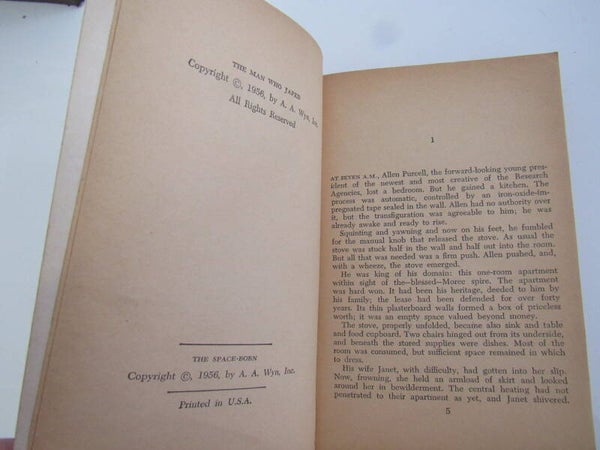 THE MAN WHO JAPED
Copyright ©, 1956, by A. A. Wyn, Inc.
All Rights Reserved
THE SPACE-BORN
Copyright ©, 1956, by A. A. Wyn, Inc.
Printed in U.S.A.
1
AT SEVEN A.M., Allen Purcell, the forward-looking young pres-
ident of the newest and most creative of the Research
Agencies, lost a bedroom. But he gained a kitchen. The
process was automatic, controlled by an iron-oxide-im-
pregnated tape sealed in the wall. Allen had no authority over
it, but the transfiguration was agreeable to him; he was
already awake and ready to rise.
Squinting and yawning and now on his feet, he fumbled
for the manual knob that released the stove. As usual the
stove was stuck half in the wall and half out into the room.
But all that was needed was a firm push. Allen pushed, and,
with a wheeze, the stove emerged.
He was king of his domain: this one-room apartment
within sight of the—blessed—Morec spire. The apartment
was hard won. It had been his heritage, deeded to him by
his family; the lease had been defended for over forty
years. Its thin plasterboard walls formed a box of priceless
worth; it was an empty space valued beyond money.
The stove, properly unfolded, became also sink and table
and food cupboard. Two chairs hinged out from its underside,
and beneath the stored supplies were dishes. Most of the
room was consumed, but sufficient space remained in which
to dress.
His wife Janet, with difficulty, had gotten into her slip.
Now, frowning, she held an armload of skirt and looked
around her in bewilderment. The central heating had not
penetrated to their apartment as yet, and Janet shivered.
5